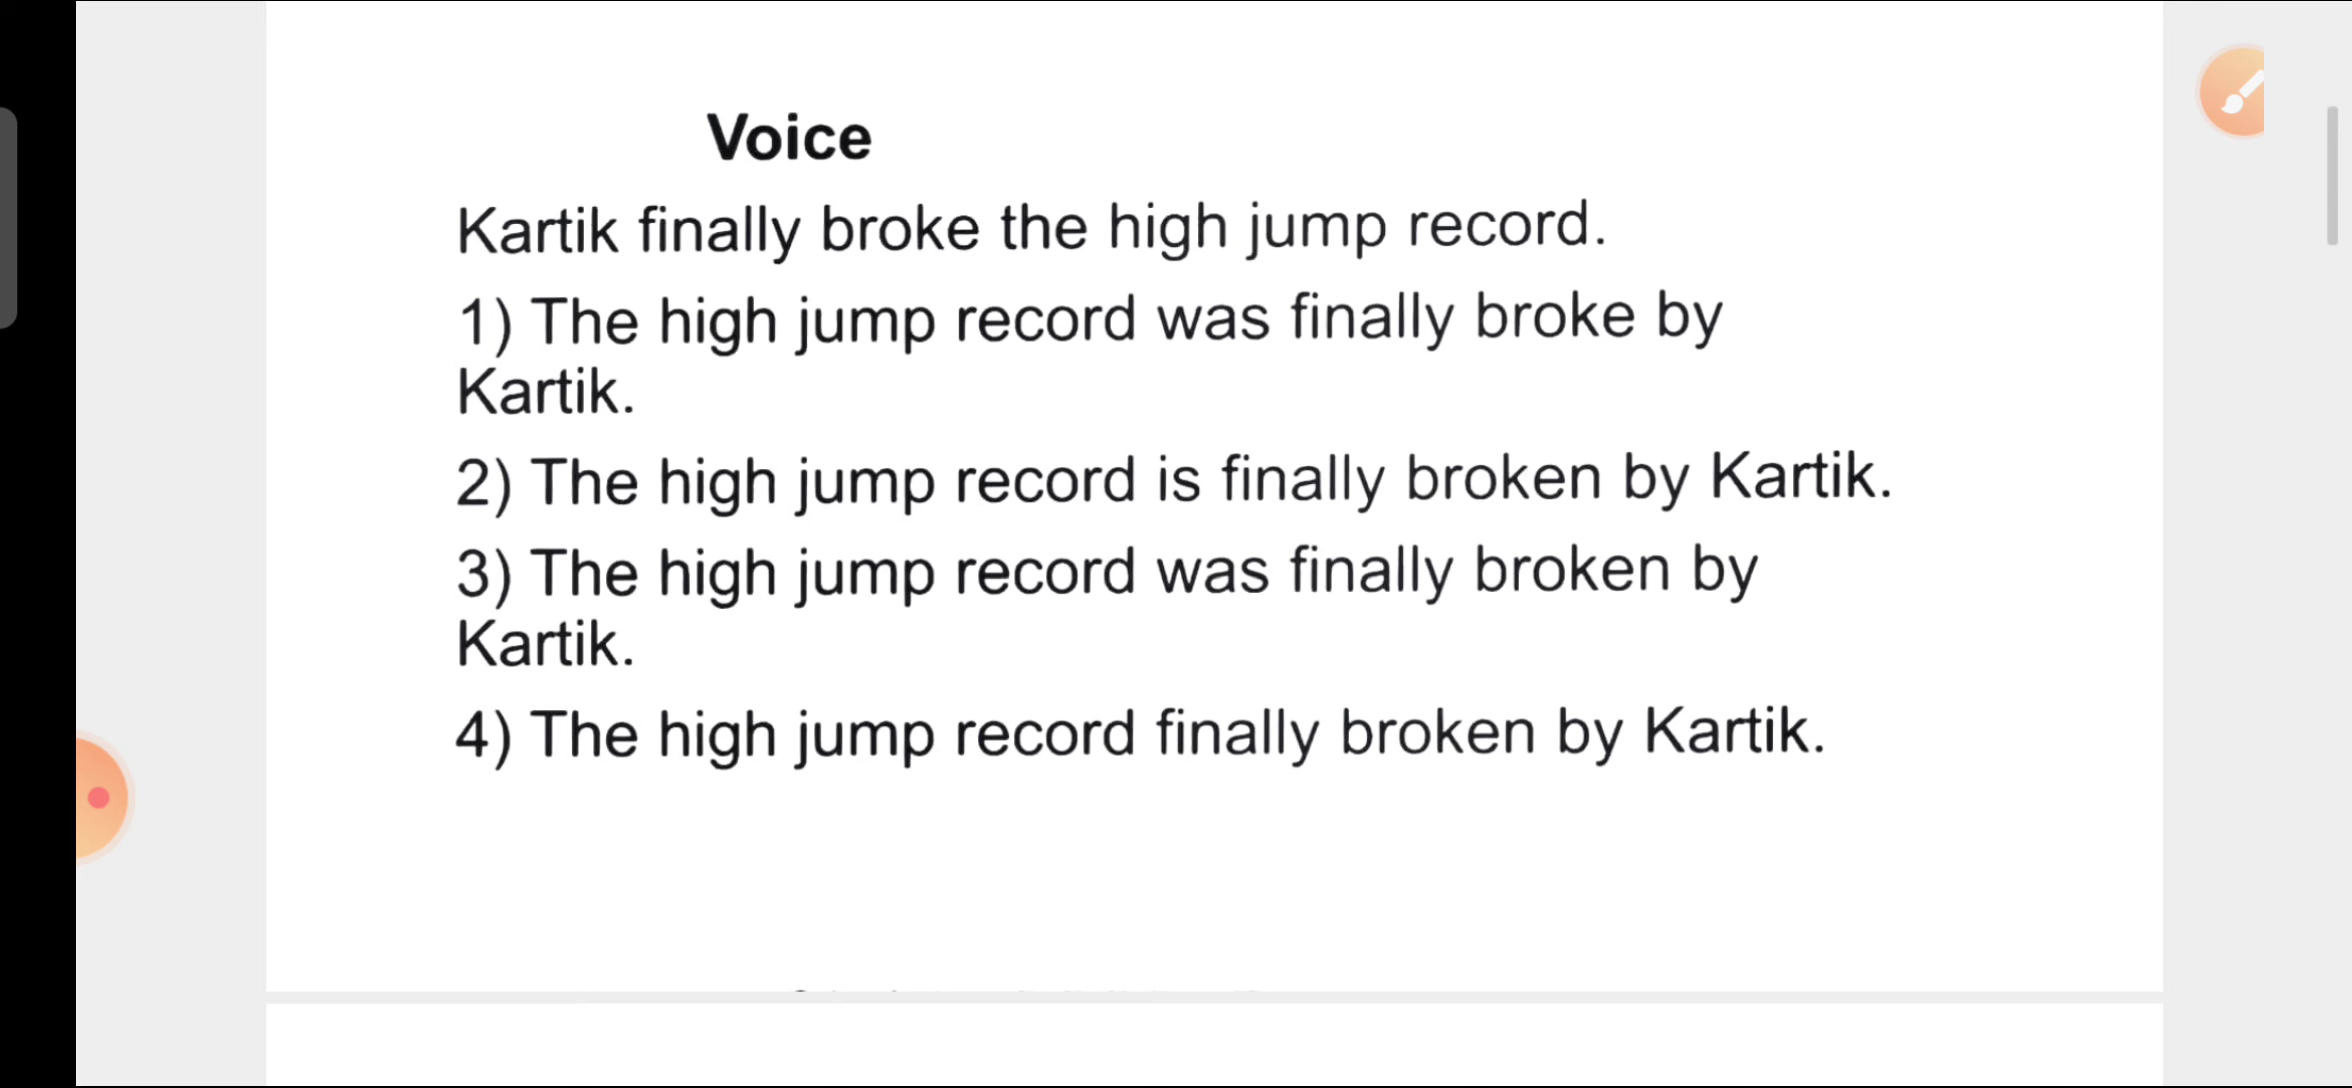 Voice
Kartik finally broke the high jump record.
1) The high jump record was finally broke by
Kartik.
2) The high jump record is finally broken by Kartik.
3) The high jump record was finally broken by
Kartik.
4) The high jump record finally broken by Kartik.